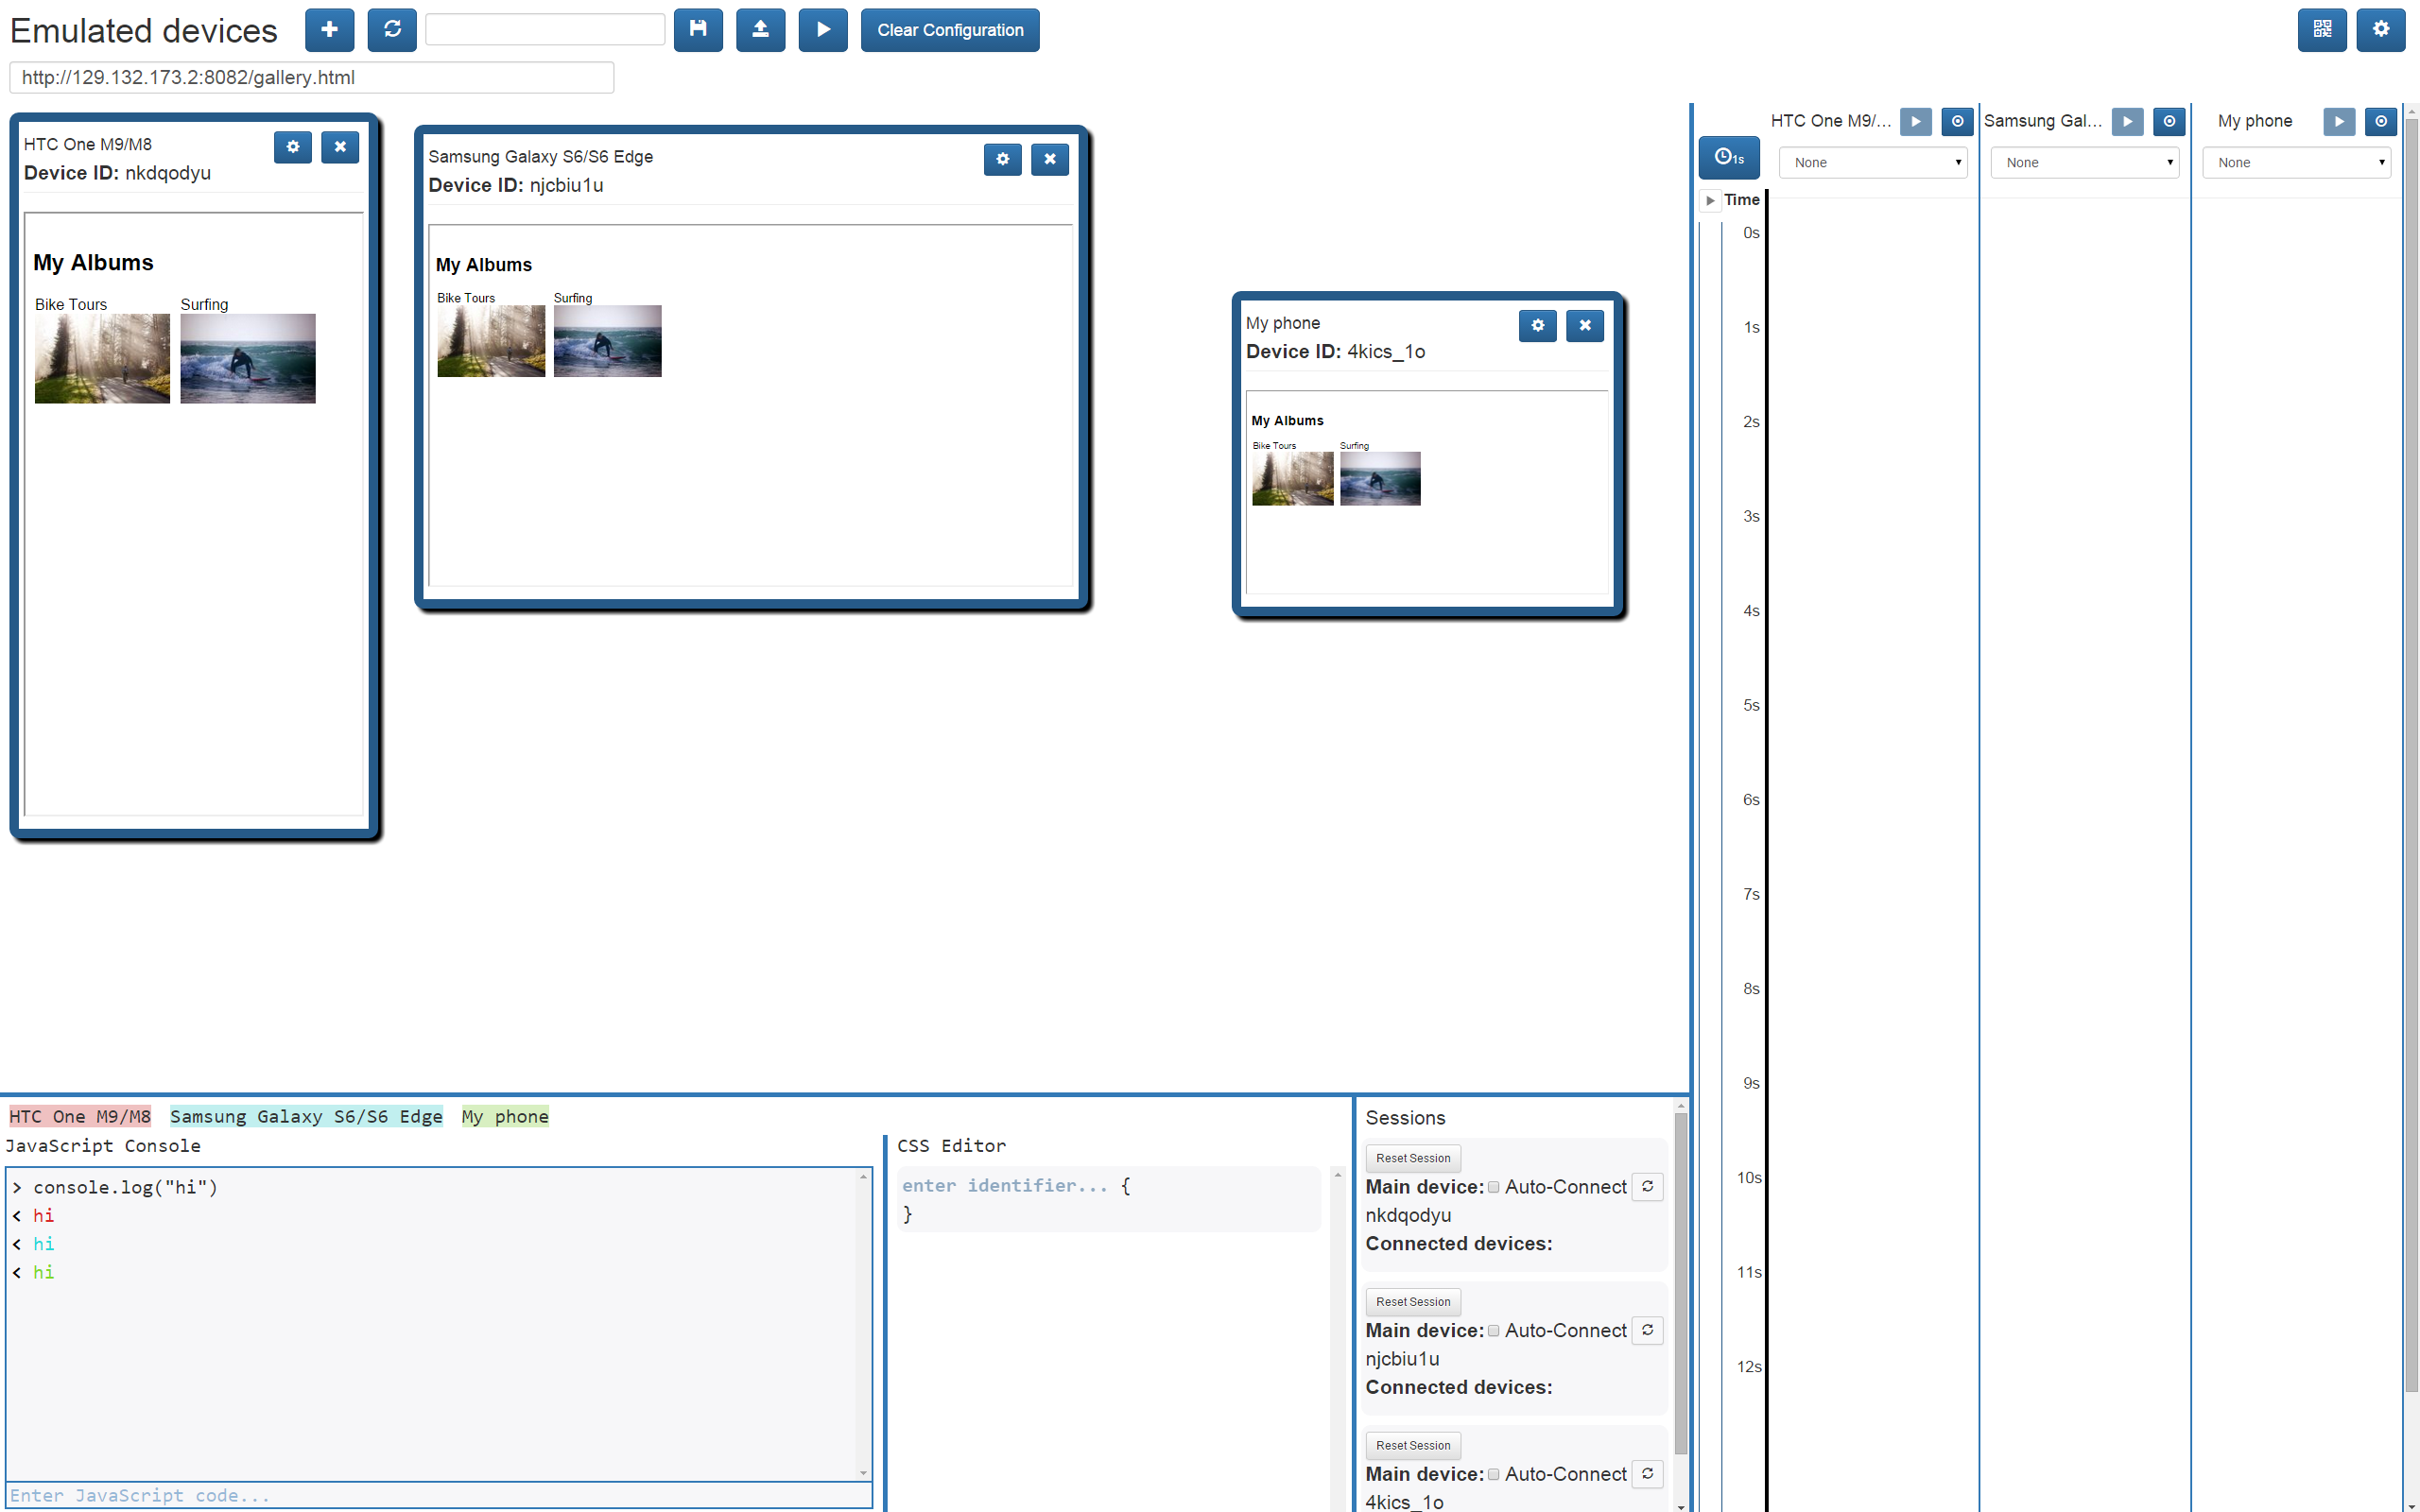 Emulated devices
Clear Configuration
http://129.132.173.2:8082/gallery.html
HTC One M9/M8
Device ID: nkdqodyu
My Albums
Bike Tours Surfing
Samsung Galaxy S6/S6 Edge
Device ID: njcbiu1u
My Albums
Bike Tours Surfing
My phone
Device ID: 4kics_1o
My Albums
Bike Tours Surfing
HTC One M9/... Samsung Gal... My phone
1s None None None
Time
0s
1s
2s
3s
4s
5s
6s
7s
8s
9s
10s
11s
12s
HTC One M9/M8 Samsung Galaxy S6/S6 Edge My phone
JavaScript Console
> console.log("hi")
< hi
< hi
< hi
Enter JavaScript code...
CSS Editor
enter identifier... {
}
Sessions
Reset Session
Main device: Auto-Connect
nkdqodyu
Connected devices:
Reset Session
Main device: Auto-Connect
njcbiu1u
Connected devices:
Reset Session
Main device: Auto-Connect
4kics_1o